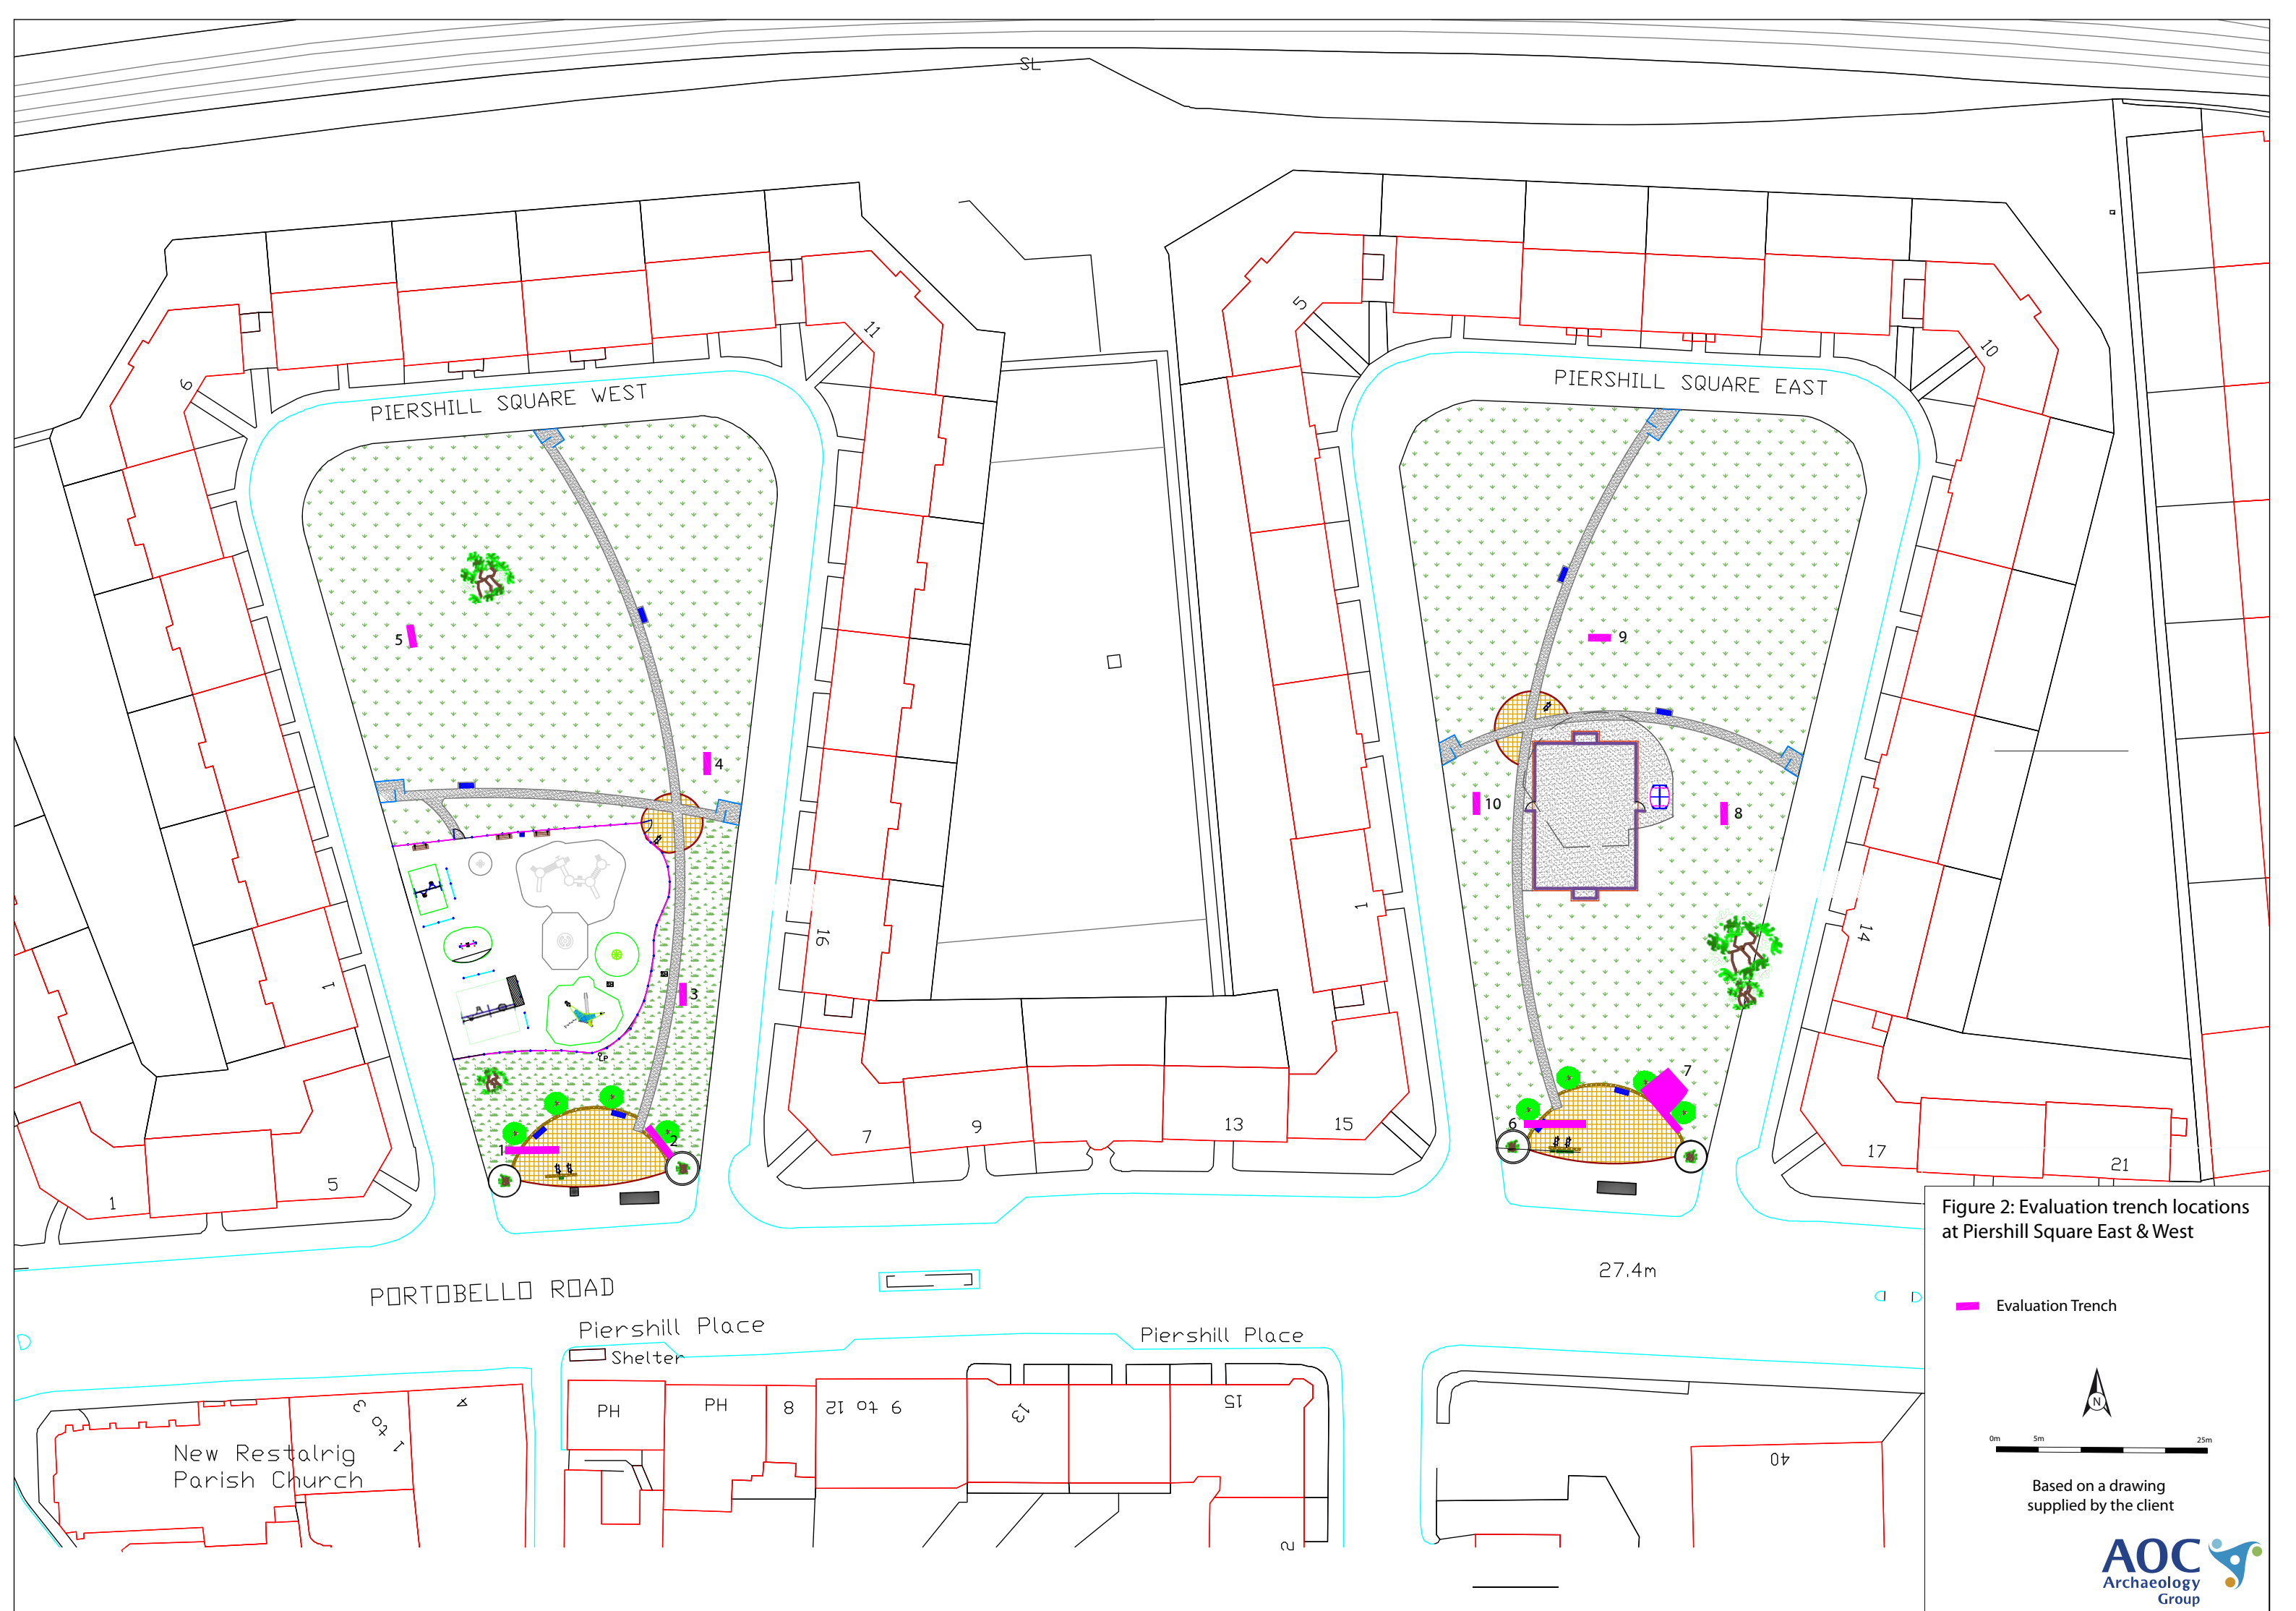 SL
11
6
PIERSHILL SQUARE WEST
5
10
PIERSHILL SQUARE EAST
5
9
4
10
8
16
1
14
1
3
7
2
1
6
7
9
13
15
17
21
1
5
PORTOBELLO ROAD
27.4m
Piershill Place
Piershill Place
Shelter
PH
PH
8
9 to 12
13
15
1 to 3
4
New Restalrig
Parish Church
40
2
Figure 2: Evaluation trench locations
at Piershill Square East & West
Evaluation Trench
N
0m 5m 25m
Based on a drawing
supplied by the client
AOC
Archaeology
Group